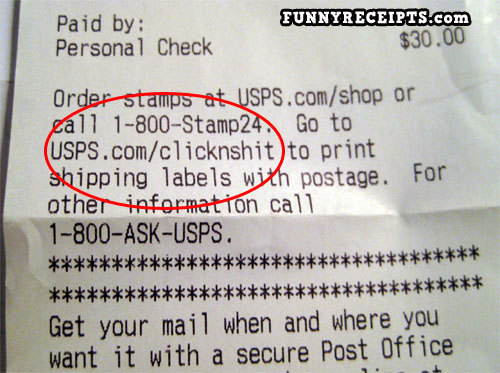 FUNNYRECEIPTS.com
Paid by:
Personal Check $30.00
Order stamps at USPS.com/shop or
call 1-800-Stamp24. Go to
USPS.com/clicknshit to print
shipping labels with postage. For
other information call
1-800-ASK-USPS.
***********************************
***********************************
Get your mail when and where you
want it with a secure Post Office